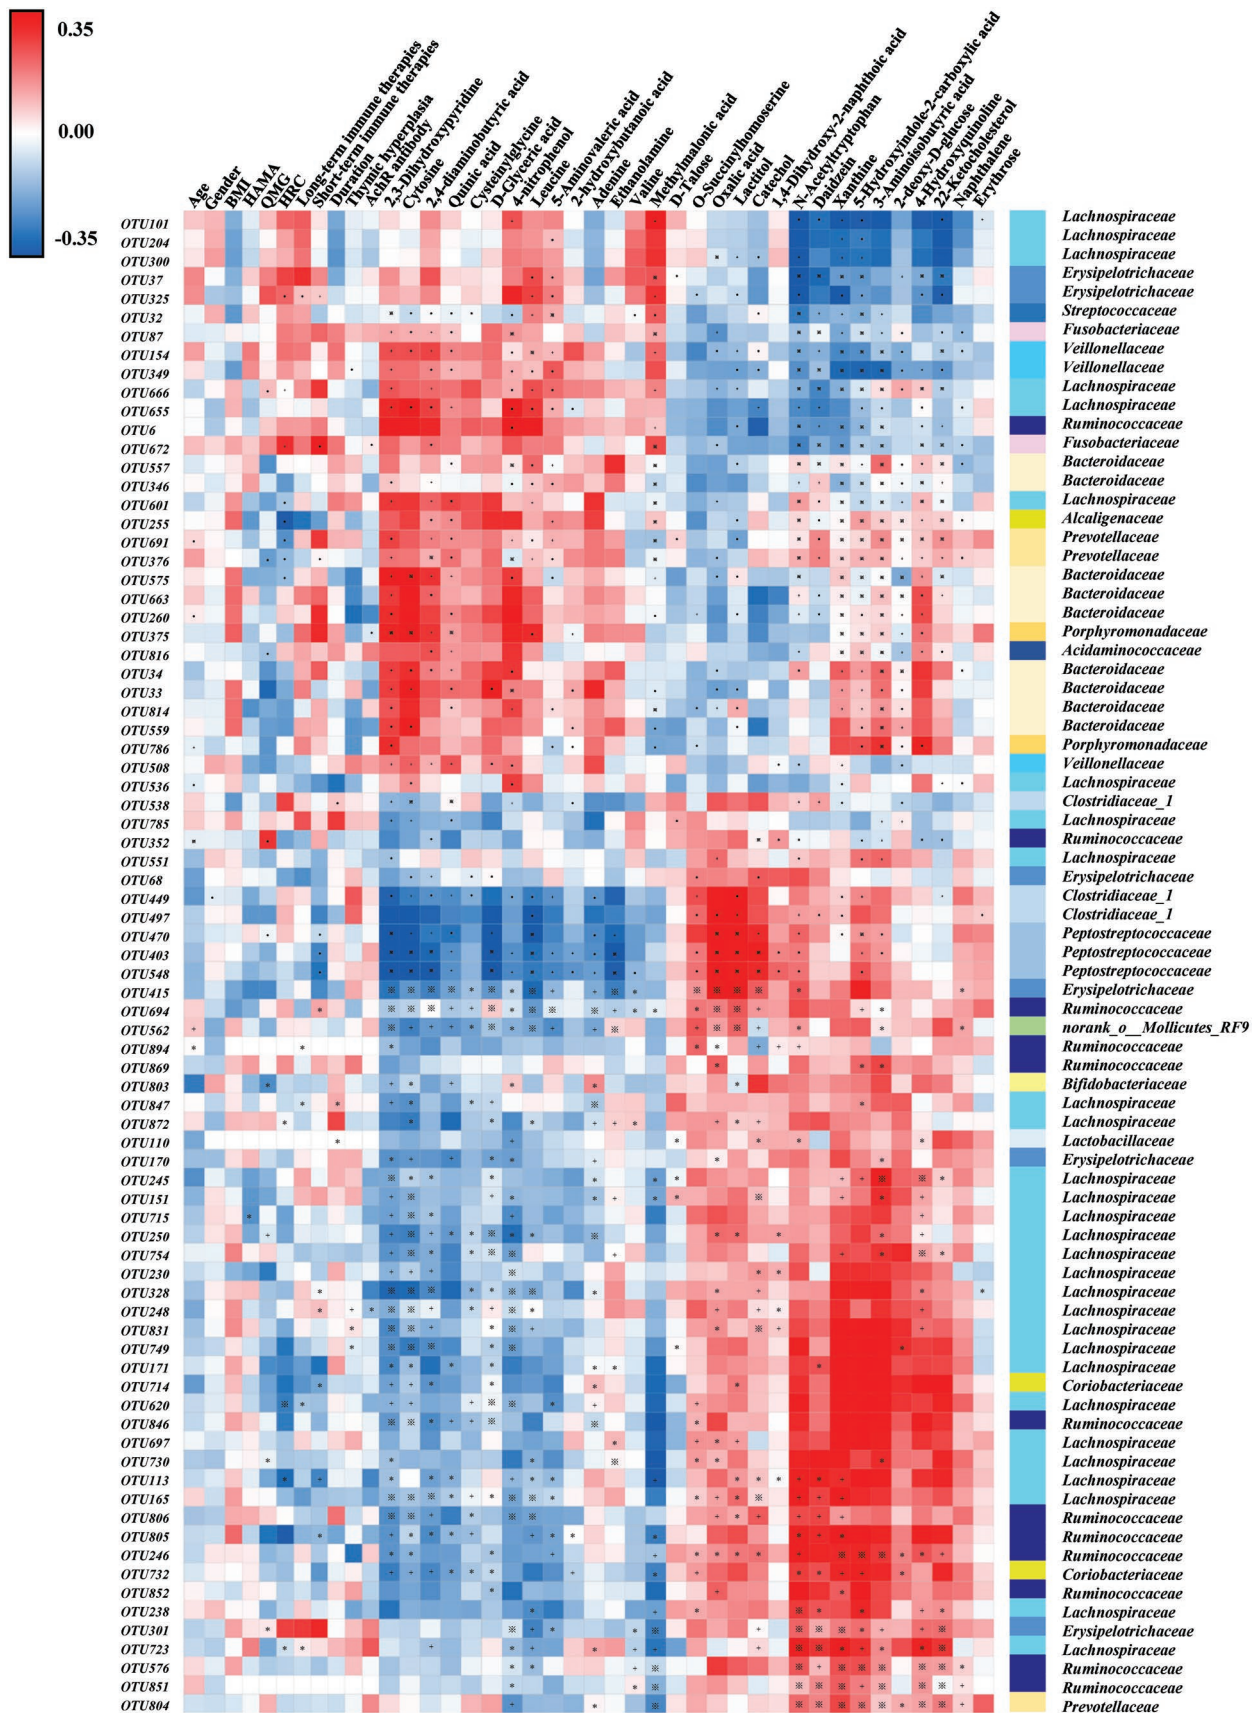 0.35
0.00
-0.35
Age
Gender
BMI
HAMA
QMG
HRC
Long-term immune therapies
Short-term immune therapies
Duration
Thymic hyperplasia
AchR antibody
2,3-Dihydroxypyridine
Cytosine
2,4-diaminobutyric acid
Quinic acid
Cysteinylglycine
D-Glyceric acid
4-nitrophenol
Leucine
5-Aminovaleric acid
2-hydroxybutanoic acid
Adenine
Ethanolamine
Valine
Methylmalonic acid
D-Talose
O-Succinylhomoserine
Oxalic acid
Lactitol
Catechol
1,4-Dihydroxy-2-naphthoic acid
N-Acetyltryptophan
Daidzein
Xanthine
5-Hydroxyindole-2-carboxylic acid
3-Aminoisobutyric acid
2-deoxy-D-glucose
4-Hydroxyquinoline
22-Ketocholesterol
Naphthalene
Erythrose
OTU101 Lachnospiraceae
OTU204 Lachnospiraceae
OTU300 Lachnospiraceae
OTU37 Erysipelotrichaceae
OTU325 Erysipelotrichaceae
OTU32 Streptococcaceae
OTU87 Fusobacteriaceae
OTU154 Veillonellaceae
OTU349 Veillonellaceae
OTU666 Lachnospiraceae
OTU655 Lachnospiraceae
OTU6 Ruminococcaceae
OTU672 Fusobacteriaceae
OTU557 Bacteroidaceae
OTU346 Bacteroidaceae
OTU601 Lachnospiraceae
OTU255 Alcaligenaceae
OTU691 Prevotellaceae
OTU376 Prevotellaceae
OTU575 Bacteroidaceae
OTU663 Bacteroidaceae
OTU260 Bacteroidaceae
OTU375 Porphyromonadaceae
OTU816 Acidaminococcaceae
OTU34 Bacteroidaceae
OTU33 Bacteroidaceae
OTU814 Bacteroidaceae
OTU559 Bacteroidaceae
OTU786 Porphyromonadaceae
OTU508 Veillonellaceae
OTU536 Lachnospiraceae
OTU538 Clostridiaceae_1
OTU785 Lachnospiraceae
OTU352 Ruminococcaceae
OTU551 Lachnospiraceae
OTU68 Erysipelotrichaceae
OTU449 Clostridiaceae_1
OTU497 Clostridiaceae_1
OTU470 Peptostreptococcaceae
OTU403 Peptostreptococcaceae
OTU548 Peptostreptococcaceae
OTU415 Erysipelotrichaceae
OTU694 Ruminococcaceae
OTU562 norank_o__Mollicutes_RF9
OTU894 Ruminococcaceae
OTU869 Ruminococcaceae
OTU803 Bifidobacteriaceae
OTU847 Lachnospiraceae
OTU872 Lachnospiraceae
OTU110 Lactobacillaceae
OTU170 Erysipelotrichaceae
OTU245 Lachnospiraceae
OTU151 Lachnospiraceae
OTU715 Lachnospiraceae
OTU250 Lachnospiraceae
OTU754 Lachnospiraceae
OTU230 Lachnospiraceae
OTU328 Lachnospiraceae
OTU248 Lachnospiraceae
OTU831 Lachnospiraceae
OTU749 Lachnospiraceae
OTU171 Lachnospiraceae
OTU714 Coriobacteriaceae
OTU620 Lachnospiraceae
OTU846 Ruminococcaceae
OTU697 Lachnospiraceae
OTU730 Lachnospiraceae
OTU113 Lachnospiraceae
OTU165 Lachnospiraceae
OTU806 Ruminococcaceae
OTU805 Ruminococcaceae
OTU246 Ruminococcaceae
OTU732 Coriobacteriaceae
OTU852 Ruminococcaceae
OTU238 Lachnospiraceae
OTU301 Erysipelotrichaceae
OTU723 Lachnospiraceae
OTU576 Ruminococcaceae
OTU851 Ruminococcaceae
OTU804 Prevotellaceae